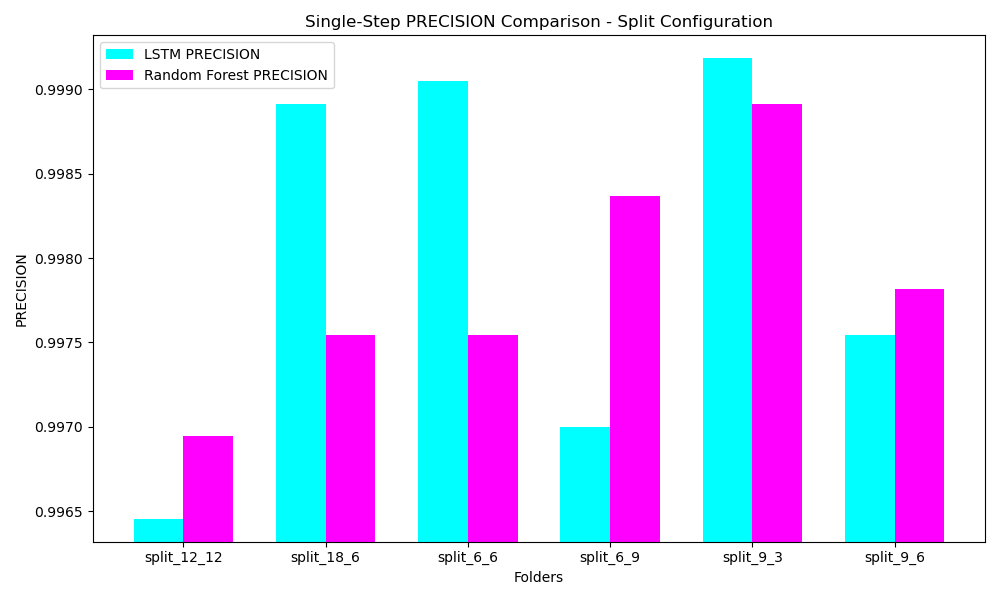 Single-Step PRECISION Comparison - Split Configuration
LSTM PRECISION
Random Forest PRECISION
PRECISION
0.9990
0.9985
0.9980
0.9975
0.9970
0.9965
split_12_12
split_18_6
split_6_6
split_6_9
split_9_3
split_9_6
Folders